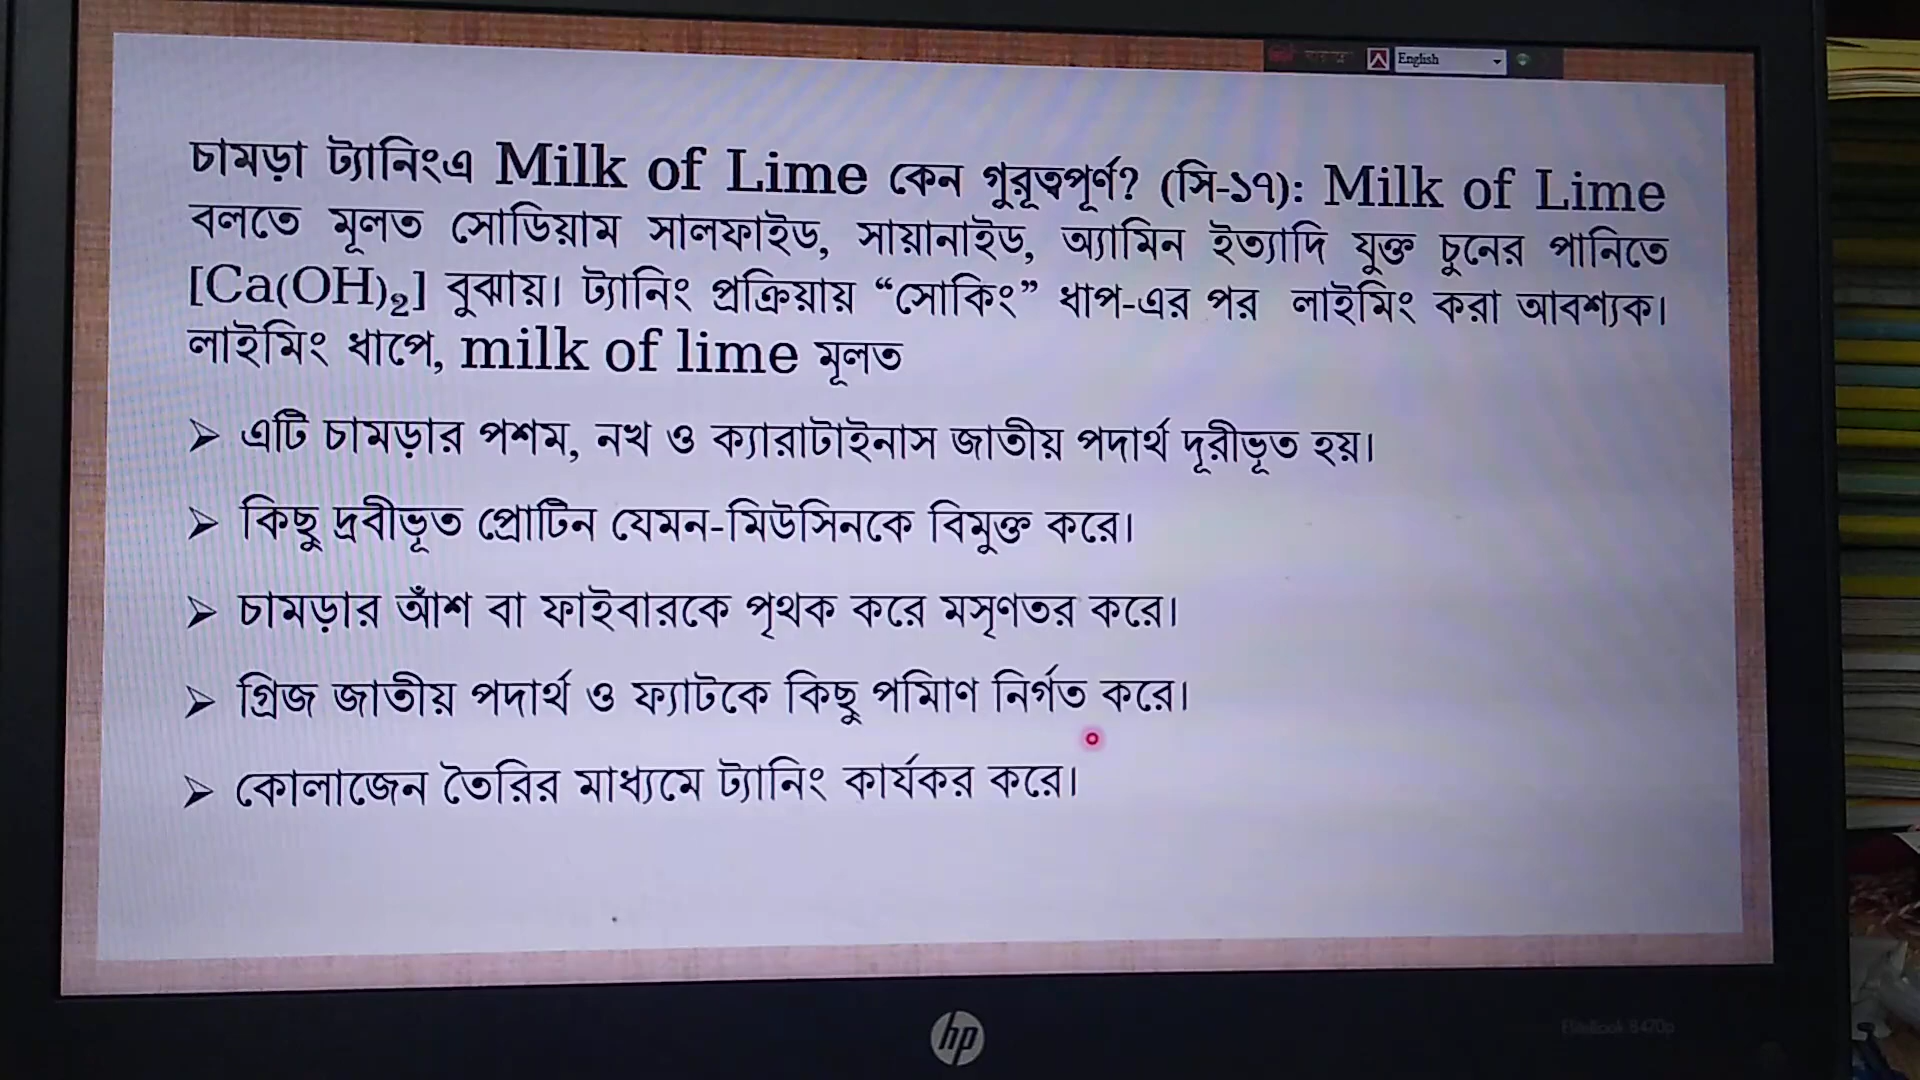 English
চামড়া ট্যানিংএ Milk of Lime কেন গুরূত্বপূর্ণ? (সি-১৭): Milk of Lime
বলতে মূলত সোডিয়াম সালফাইড, সায়ানাইড, অ্যামিন ইত্যাদি যুক্ত চুনের পানিতে
[Ca(OH)₂] বুঝায়। ট্যানিং প্রক্রিয়ায় “সোকিং” ধাপ-এর পর লাইমিং করা আবশ্যক।
লাইমিং ধাপে, milk of lime মূলত
➢ এটি চামড়ার পশম, নখ ও ক্যারাটাইনাস জাতীয় পদার্থ দূরীভূত হয়।
➢ কিছু দ্রবীভূত প্রোটিন যেমন-মিউসিনকে বিমুক্ত করে।
➢ চামড়ার আঁশ বা ফাইবারকে পৃথক করে মসৃণতর করে।
➢ গ্রিজ জাতীয় পদার্থ ও ফ্যাটকে কিছু পমিাণ নির্গত করে।
➢ কোলাজেন তৈরির মাধ্যমে ট্যানিং কার্যকর করে।
hp
EliteBook 8470p